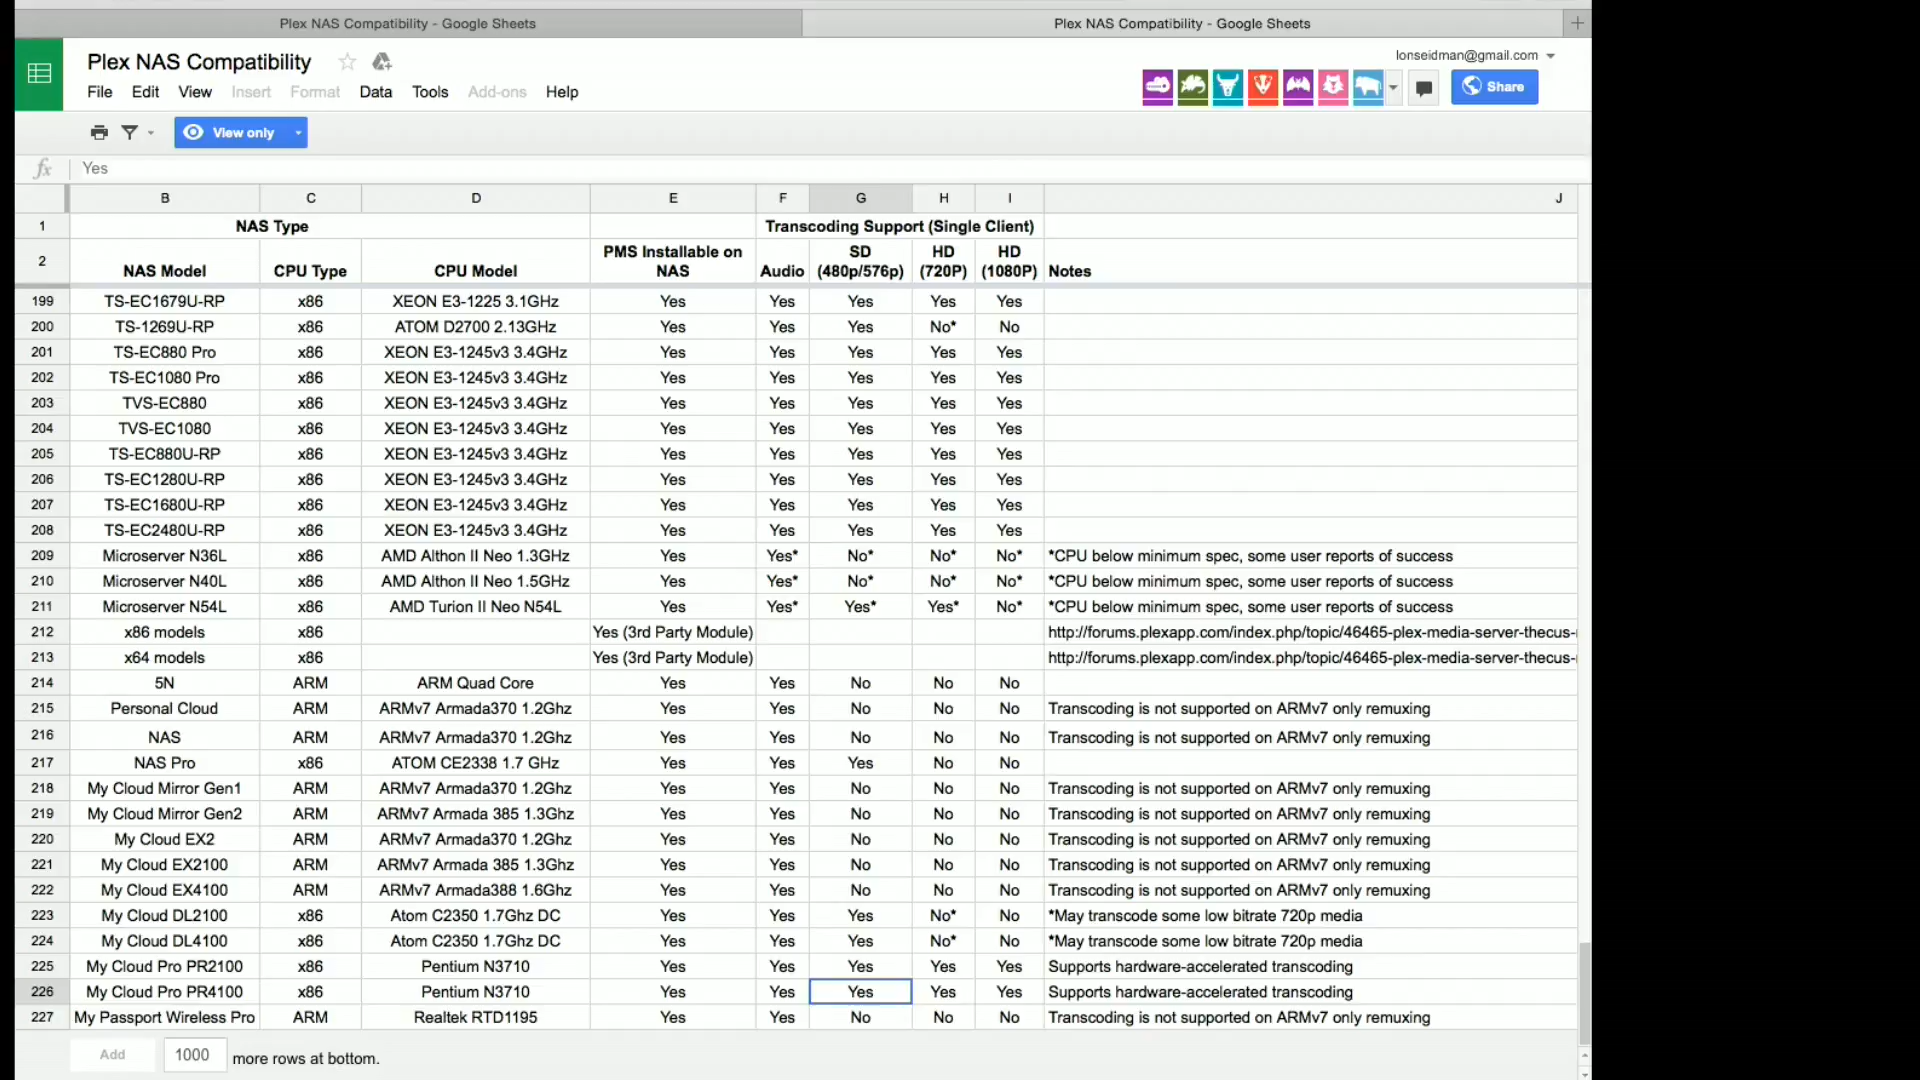 Plex NAS Compatibility - Google Sheets
Plex NAS Compatibility - Google Sheets
Plex NAS Compatibility
lonseidman@gmail.com
File Edit View Insert Format Data Tools Add-ons Help
Share
View only
fx Yes
B C D E F G H I J
1 NAS Type Transcoding Support (Single Client)
2 NAS Model CPU Type CPU Model PMS Installable on NAS Audio SD (480p/576p) HD (720P) HD (1080P) Notes
199 TS-EC1679U-RP x86 XEON E3-1225 3.1GHz Yes Yes Yes Yes Yes
200 TS-1269U-RP x86 ATOM D2700 2.13GHz Yes Yes Yes No* No
201 TS-EC880 Pro x86 XEON E3-1245v3 3.4GHz Yes Yes Yes Yes Yes
202 TS-EC1080 Pro x86 XEON E3-1245v3 3.4GHz Yes Yes Yes Yes Yes
203 TVS-EC880 x86 XEON E3-1245v3 3.4GHz Yes Yes Yes Yes Yes
204 TVS-EC1080 x86 XEON E3-1245v3 3.4GHz Yes Yes Yes Yes Yes
205 TS-EC880U-RP x86 XEON E3-1245v3 3.4GHz Yes Yes Yes Yes Yes
206 TS-EC1280U-RP x86 XEON E3-1245v3 3.4GHz Yes Yes Yes Yes Yes
207 TS-EC1680U-RP x86 XEON E3-1245v3 3.4GHz Yes Yes Yes Yes Yes
208 TS-EC2480U-RP x86 XEON E3-1245v3 3.4GHz Yes Yes Yes Yes Yes
209 Microserver N36L x86 AMD Althon II Neo 1.3GHz Yes Yes* No* No* No* *CPU below minimum spec, some user reports of success
210 Microserver N40L x86 AMD Althon II Neo 1.5GHz Yes Yes* No* No* No* *CPU below minimum spec, some user reports of success
211 Microserver N54L x86 AMD Turion II Neo N54L Yes Yes* Yes* Yes* No* *CPU below minimum spec, some user reports of success
212 x86 models x86 Yes (3rd Party Module) http://forums.plexapp.com/index.php/topic/46465-plex-media-server-thecus-
213 x64 models x86 Yes (3rd Party Module) http://forums.plexapp.com/index.php/topic/46465-plex-media-server-thecus-
214 5N ARM ARM Quad Core Yes Yes No No No
215 Personal Cloud ARM ARMv7 Armada370 1.2Ghz Yes Yes No No No Transcoding is not supported on ARMv7 only remuxing
216 NAS ARM ARMv7 Armada370 1.2Ghz Yes Yes No No No Transcoding is not supported on ARMv7 only remuxing
217 NAS Pro x86 ATOM CE2338 1.7 GHz Yes Yes Yes No No
218 My Cloud Mirror Gen1 ARM ARMv7 Armada370 1.2Ghz Yes Yes No No No Transcoding is not supported on ARMv7 only remuxing
219 My Cloud Mirror Gen2 ARM ARMv7 Armada 385 1.3Ghz Yes Yes No No No Transcoding is not supported on ARMv7 only remuxing
220 My Cloud EX2 ARM ARMv7 Armada370 1.2Ghz Yes Yes No No No Transcoding is not supported on ARMv7 only remuxing
221 My Cloud EX2100 ARM ARMv7 Armada 385 1.3Ghz Yes Yes No No No Transcoding is not supported on ARMv7 only remuxing
222 My Cloud EX4100 ARM ARMv7 Armada388 1.6Ghz Yes Yes No No No Transcoding is not supported on ARMv7 only remuxing
223 My Cloud DL2100 x86 Atom C2350 1.7Ghz DC Yes Yes Yes No* No *May transcode some low bitrate 720p media
224 My Cloud DL4100 x86 Atom C2350 1.7Ghz DC Yes Yes Yes No* No *May transcode some low bitrate 720p media
225 My Cloud Pro PR2100 x86 Pentium N3710 Yes Yes Yes Yes Yes Supports hardware-accelerated transcoding
226 My Cloud Pro PR4100 x86 Pentium N3710 Yes Yes Yes Yes Yes Supports hardware-accelerated transcoding
227 My Passport Wireless Pro ARM Realtek RTD1195 Yes Yes No No No Transcoding is not supported on ARMv7 only remuxing
Add 1000 more rows at bottom.